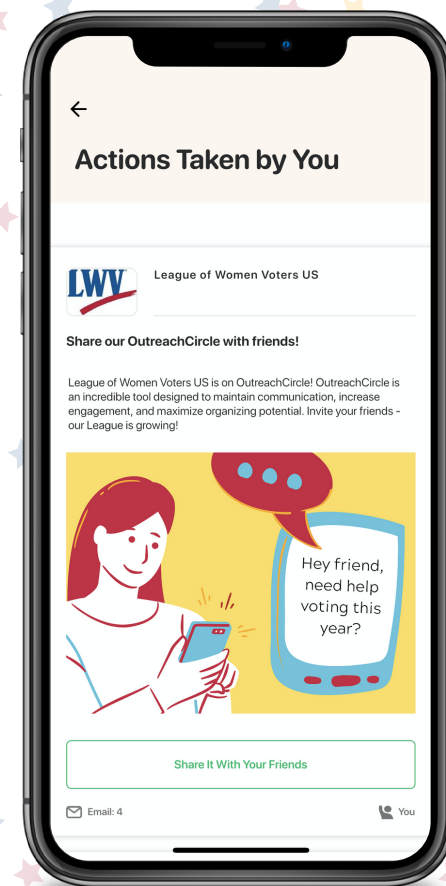 Actions Taken by You
LWV
League of Women Voters US
Share our OutreachCircle with friends!
League of Women Voters US is on OutreachCircle! OutreachCircle is
an incredible tool designed to maintain communication, increase
engagement, and maximize organizing potential. Invite your friends -
our League is growing!
Hey friend,
need help
voting this
year?
Share It With Your Friends
Email: 4
You